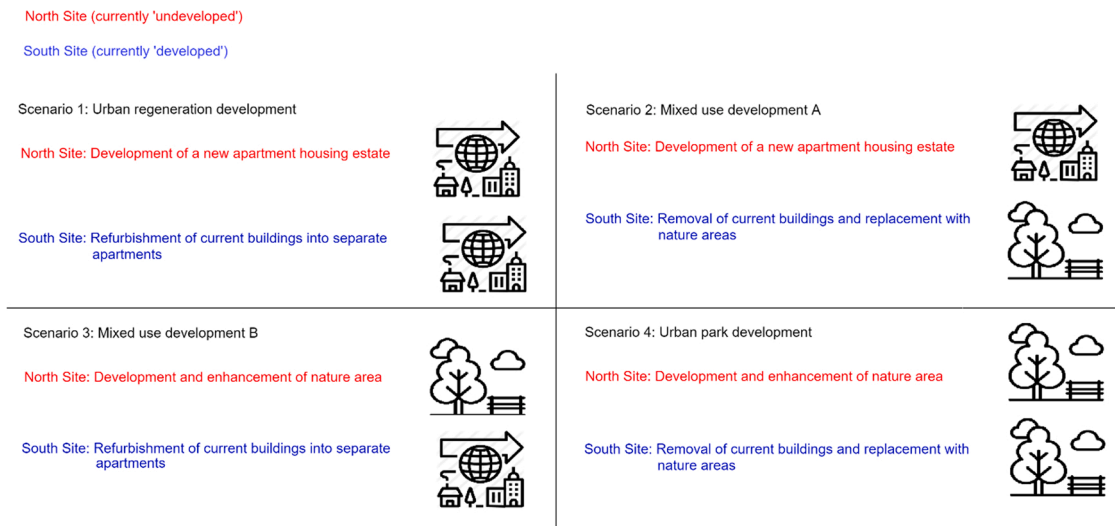 North Site (currently 'undeveloped')
South Site (currently 'developed')
Scenario 1: Urban regeneration development
North Site: Development of a new apartment housing estate
South Site: Refurbishment of current buildings into separate
apartments
Scenario 2: Mixed use development A
North Site: Development of a new apartment housing estate
South Site: Removal of current buildings and replacement with
nature areas
Scenario 3: Mixed use development B
North Site: Development and enhancement of nature area
South Site: Refurbishment of current buildings into separate
apartments
Scenario 4: Urban park development
North Site: Development and enhancement of nature area
South Site: Removal of current buildings and replacement with
nature areas